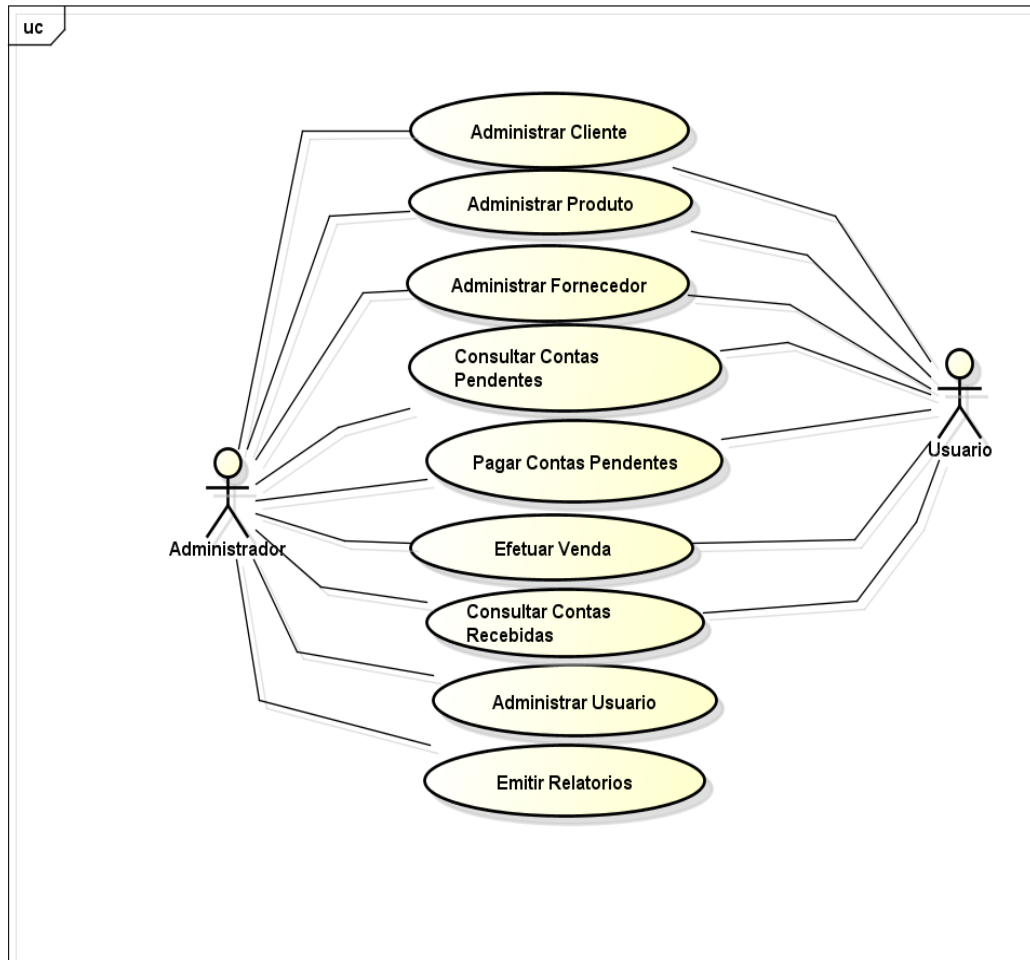 uc
Administrar Cliente
Administrar Produto
Administrar Fornecedor
Consultar Contas
Pendentes
Pagar Contas Pendentes
Usuario
Administrador
Efetuar Venda
Consultar Contas
Recebidas
Administrar Usuario
Emitir Relatorios